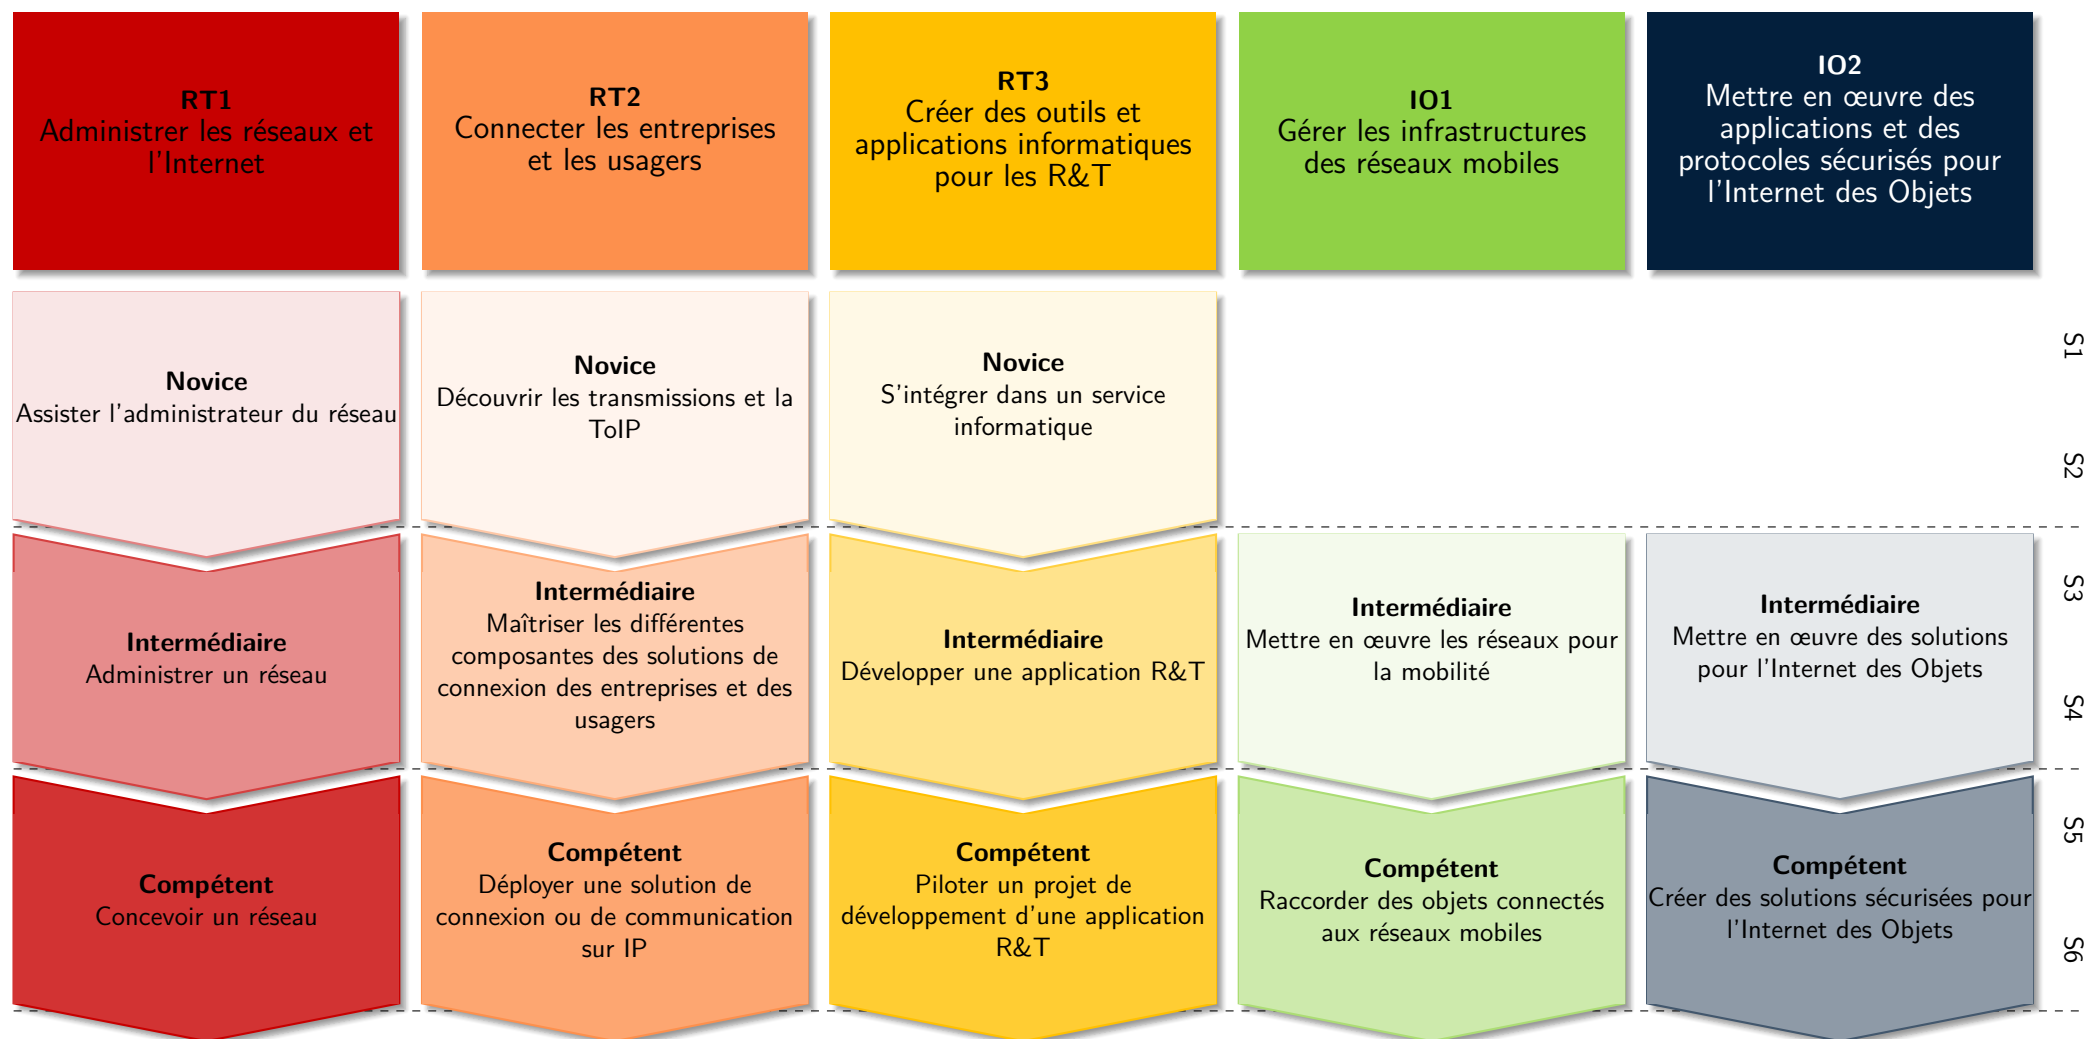 RT1
Administrer les réseaux et
l'Internet
RT2
Connecter les entreprises
et les usagers
RT3
Créer des outils et
applications informatiques
pour les R&T
IO1
Gérer les infrastructures
des réseaux mobiles
IO2
Mettre en œuvre des
applications et des
protocoles sécurisés pour
l'Internet des Objets
Novice
Assister l'administrateur du réseau
Novice
Découvrir les transmissions et la
ToIP
Novice
S'intégrer dans un service
informatique
S1
S2
Intermédiaire
Administrer un réseau
Intermédiaire
Maîtriser les différentes
composantes des solutions de
connexion des entreprises et des
usagers
Intermédiaire
Développer une application R&T
Intermédiaire
Mettre en œuvre les réseaux pour
la mobilité
Intermédiaire
Mettre en œuvre des solutions
pour l'Internet des Objets
S3
S4
Compétent
Concevoir un réseau
Compétent
Déployer une solution de
connexion ou de communication
sur IP
Compétent
Piloter un projet de
développement d'une application
R&T
Compétent
Raccorder des objets connectés
aux réseaux mobiles
Compétent
Créer des solutions sécurisées pour
l'Internet des Objets
S5
S6